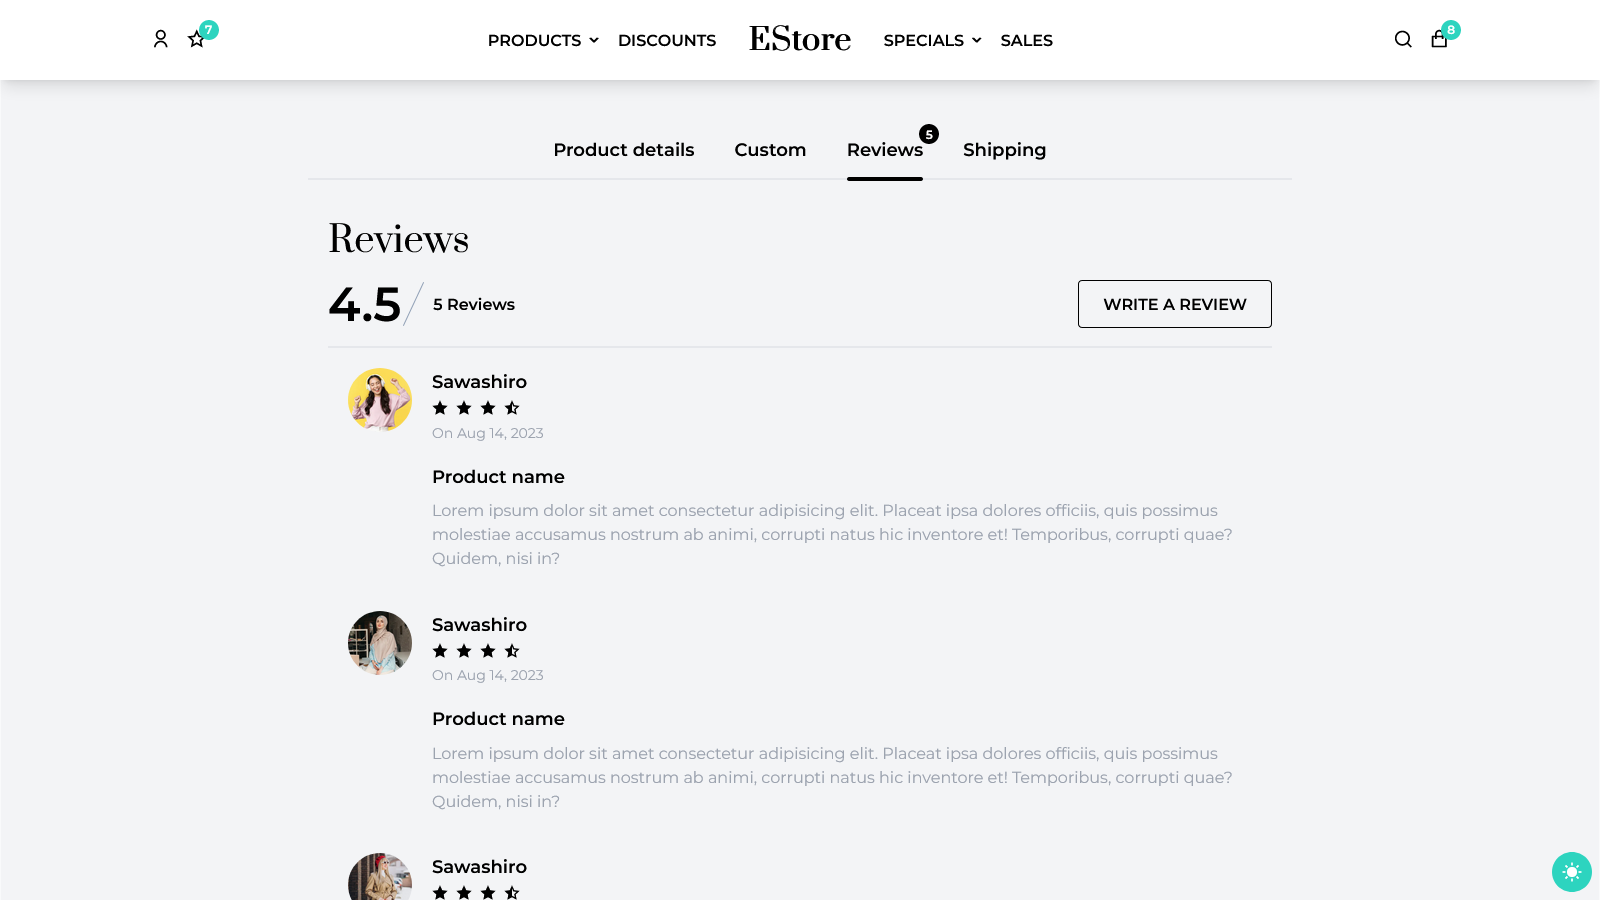 7
PRODUCTS
DISCOUNTS
EStore
SPECIALS
SALES
8
Product details
Custom
Reviews
5
Shipping
Reviews
4.5
5 Reviews
WRITE A REVIEW
Sawashiro
On Aug 14, 2023
Product name
Lorem ipsum dolor sit amet consectetur adipisicing elit. Placeat ipsa dolores officiis, quis possimus
molestiae accusamus nostrum ab animi, corrupti natus hic inventore et! Temporibus, corrupti quae?
Quidem, nisi in?
Sawashiro
On Aug 14, 2023
Product name
Lorem ipsum dolor sit amet consectetur adipisicing elit. Placeat ipsa dolores officiis, quis possimus
molestiae accusamus nostrum ab animi, corrupti natus hic inventore et! Temporibus, corrupti quae?
Quidem, nisi in?
Sawashiro